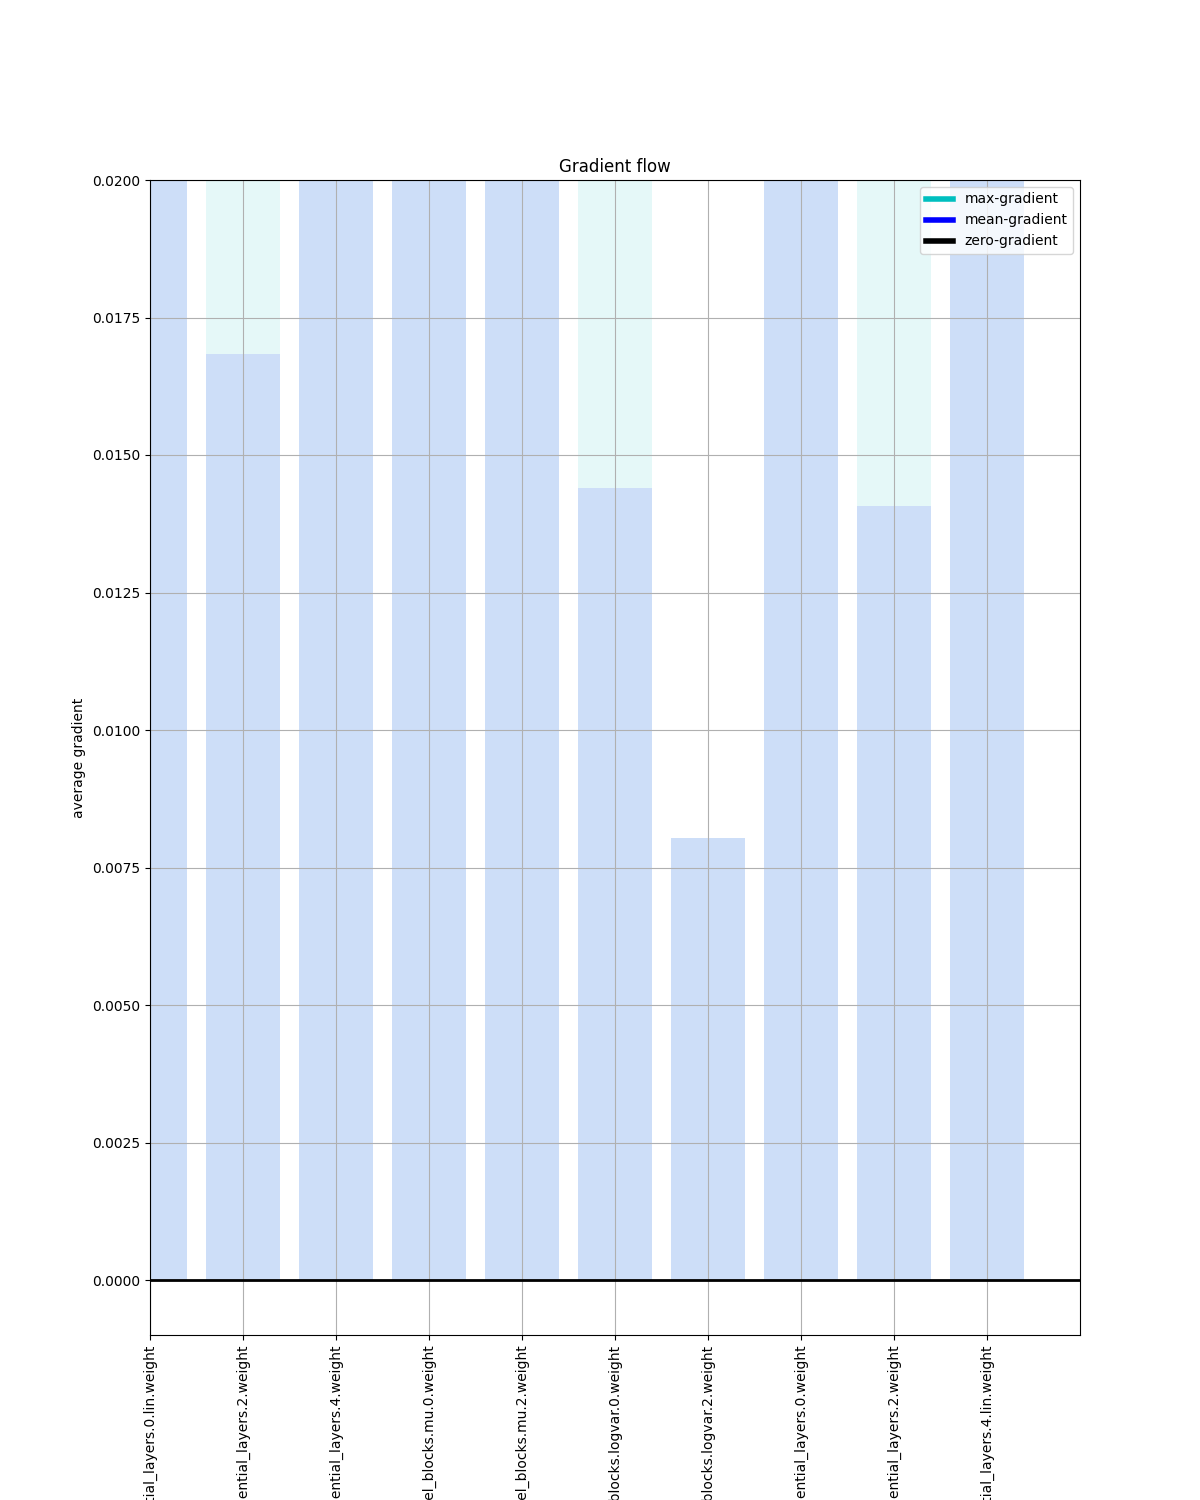 Gradient flow
max-gradient
mean-gradient
zero-gradient
0.0200
0.0175
0.0150
0.0125
0.0100
0.0075
0.0050
0.0025
0.0000
average gradient
tial_layers.0.lin.weight
ential_layers.2.weight
ential_layers.4.weight
el_blocks.mu.0.weight
el_blocks.mu.2.weight
blocks.logvar.0.weight
blocks.logvar.2.weight
ential_layers.0.weight
ential_layers.2.weight
tial_layers.4.lin.weight